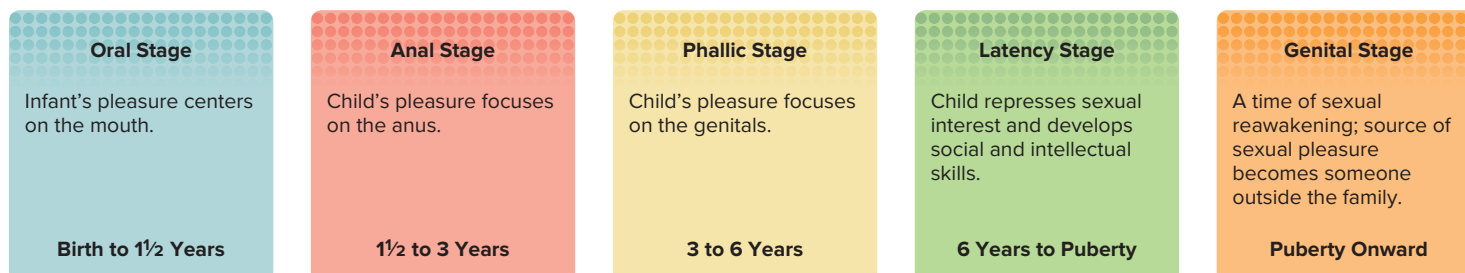 Oral Stage
Infant’s pleasure centers
on the mouth.
Birth to 1½ Years
Anal Stage
Child’s pleasure focuses
on the anus.
1½ to 3 Years
Phallic Stage
Child’s pleasure focuses
on the genitals.
3 to 6 Years
Latency Stage
Child represses sexual
interest and develops
social and intellectual
skills.
6 Years to Puberty
Genital Stage
A time of sexual
reawakening; source of
sexual pleasure
becomes someone
outside the family.
Puberty Onward